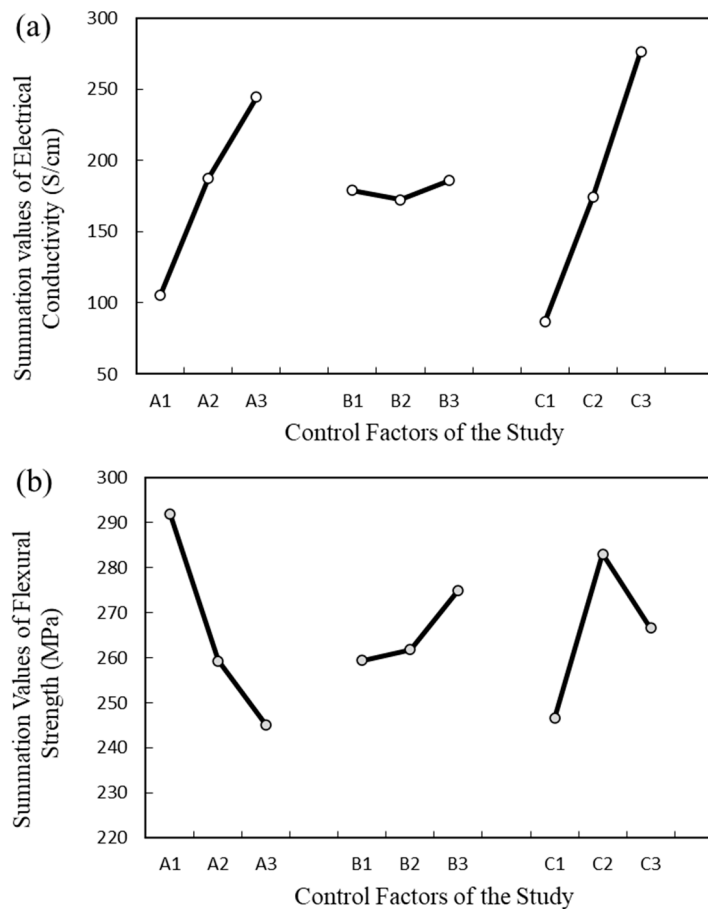 (a)
Summation values of Electrical
Conductivity (S/cm)
300
250
200
150
100
50
A1 A2 A3 B1 B2 B3 C1 C2 C3
Control Factors of the Study
(b)
Summation Values of Flexural
Strength (MPa)
300
290
280
270
260
250
240
230
220
A1 A2 A3 B1 B2 B3 C1 C2 C3
Control Factors of the Study